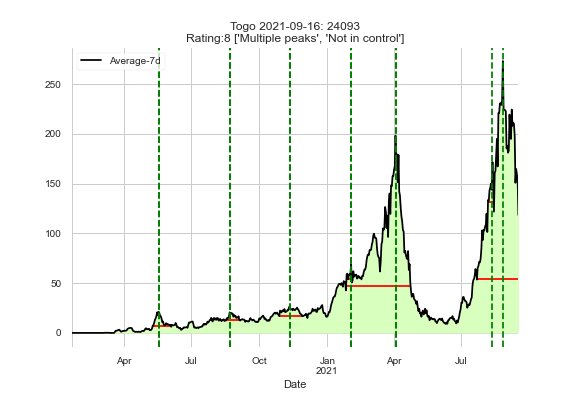 Togo 2021-09-16: 24093
Rating:8 ['Multiple peaks', 'Not in control']
Average-7d
250
200
150
100
50
0
Apr Jul Oct Jan Apr Jul
2021
Date